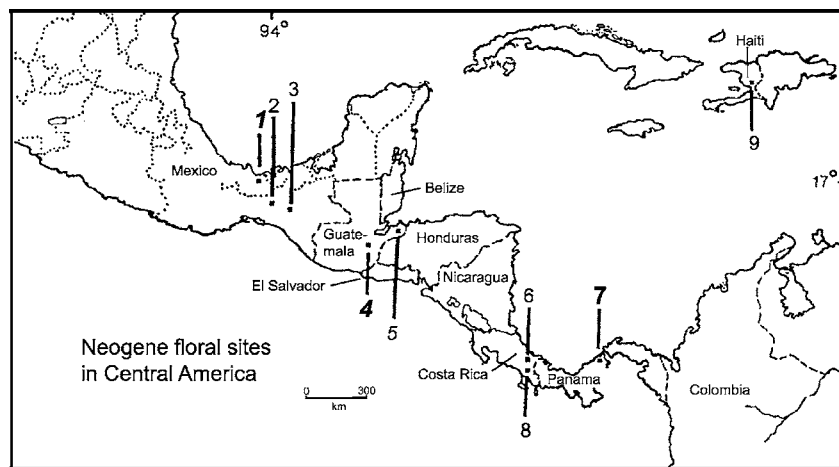 94°
Haiti
3
2
1
9
Mexico
17°
Belize
Guate-
mala
Honduras
Nicaragua
El Salvador
4
5
6
7
Neogene floral sites
in Central America
Costa Rica
Panama
Colombia
0 300
km
8